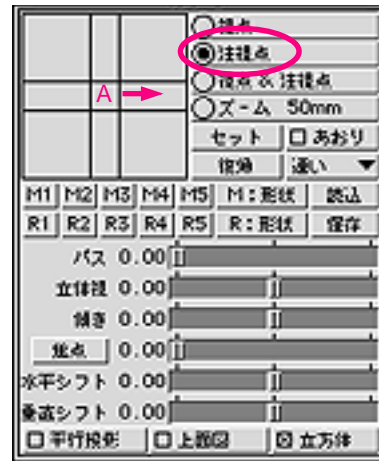 視点
注視点
A
視点 & 注視点
ズーム 50mm
セット あおり
復帰 速い
M1 M2 M3 M4 M5 M:形状 読込
R1 R2 R3 R4 R5 R:形状 保存
パス 0.00
立体視 0.00
傾き 0.00
焦点 0.00
水平シフト 0.00
垂直シフト 0.00
平行投影 上面図 立方体